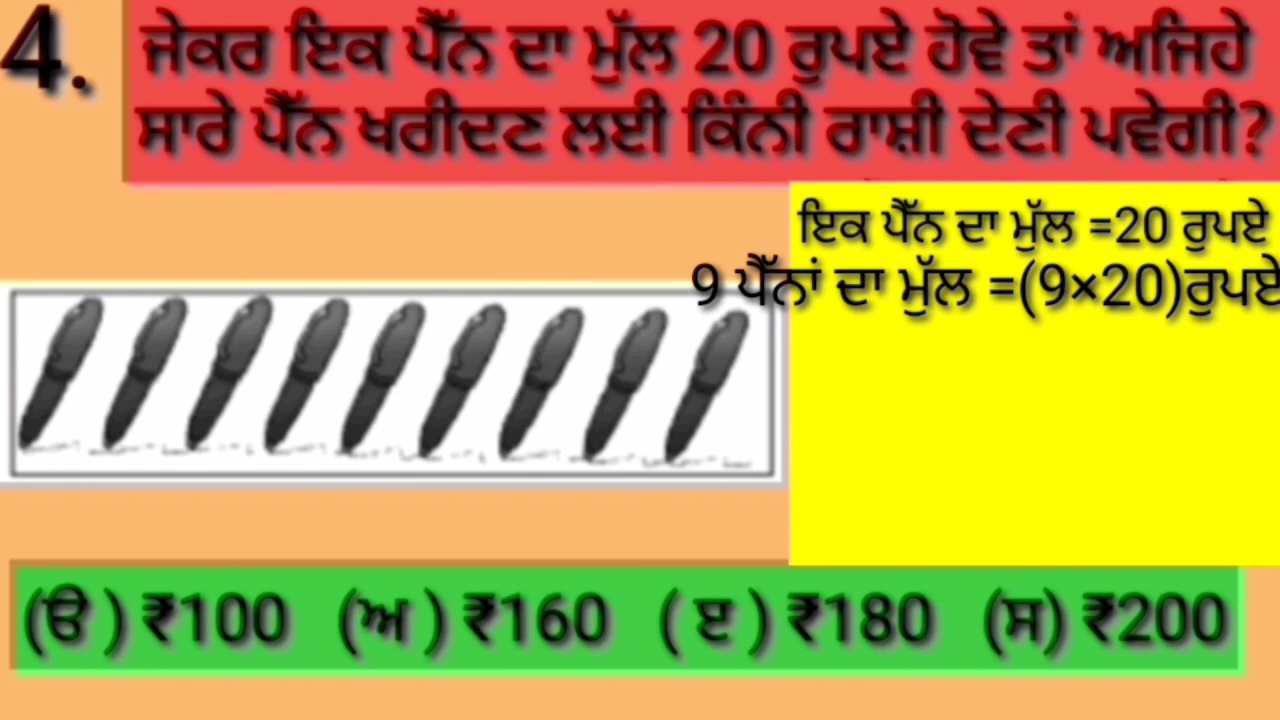 4. ਜੇਕਰ ਇਕ ਪੈੱਨ ਦਾ ਮੁੱਲ 20 ਰੁਪਏ ਹੋਵੇ ਤਾਂ ਅਜਿਹੇ
ਸਾਰੇ ਪੈੱਨ ਖਰੀਦਣ ਲਈ ਕਿੰਨੀ ਰਾਸ਼ੀ ਦੇਣੀ ਪਵੇਗੀ?
ਇਕ ਪੈੱਨ ਦਾ ਮੁੱਲ =20 ਰੁਪਏ
9 ਪੈੱਨਾਂ ਦਾ ਮੁੱਲ =(9×20)ਰੁਪਏ
(ੳ ) ₹100 (ਅ ) ₹160 ( ੲ ) ₹180 (ਸ) ₹200